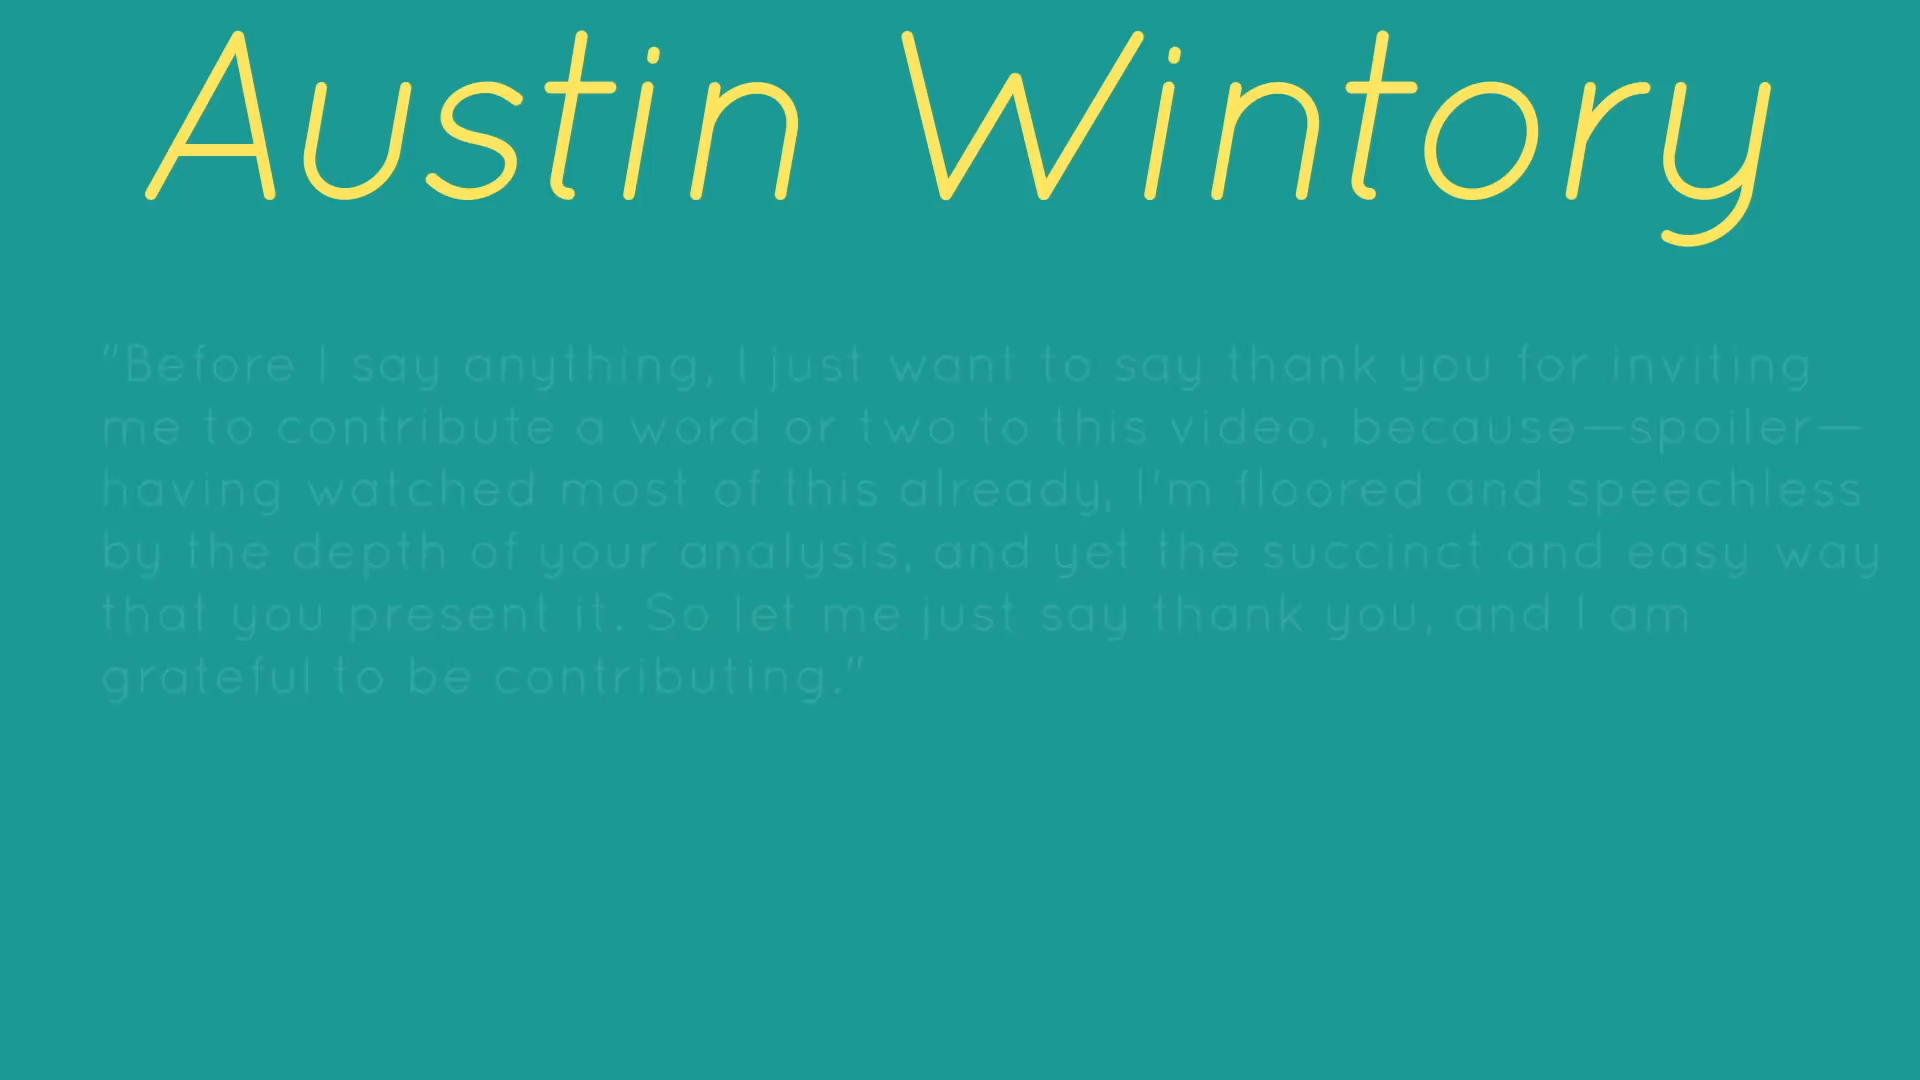 Austin Wintory
"Before I say anything, I just want to say thank you for inviting
me to contribute a word or two to this video, because—spoiler—
having watched most of this already, I'm floored and speechless
by the depth of your analysis, and yet the succinct and easy way
that you present it. So let me just say thank you, and I am
grateful to be contributing."